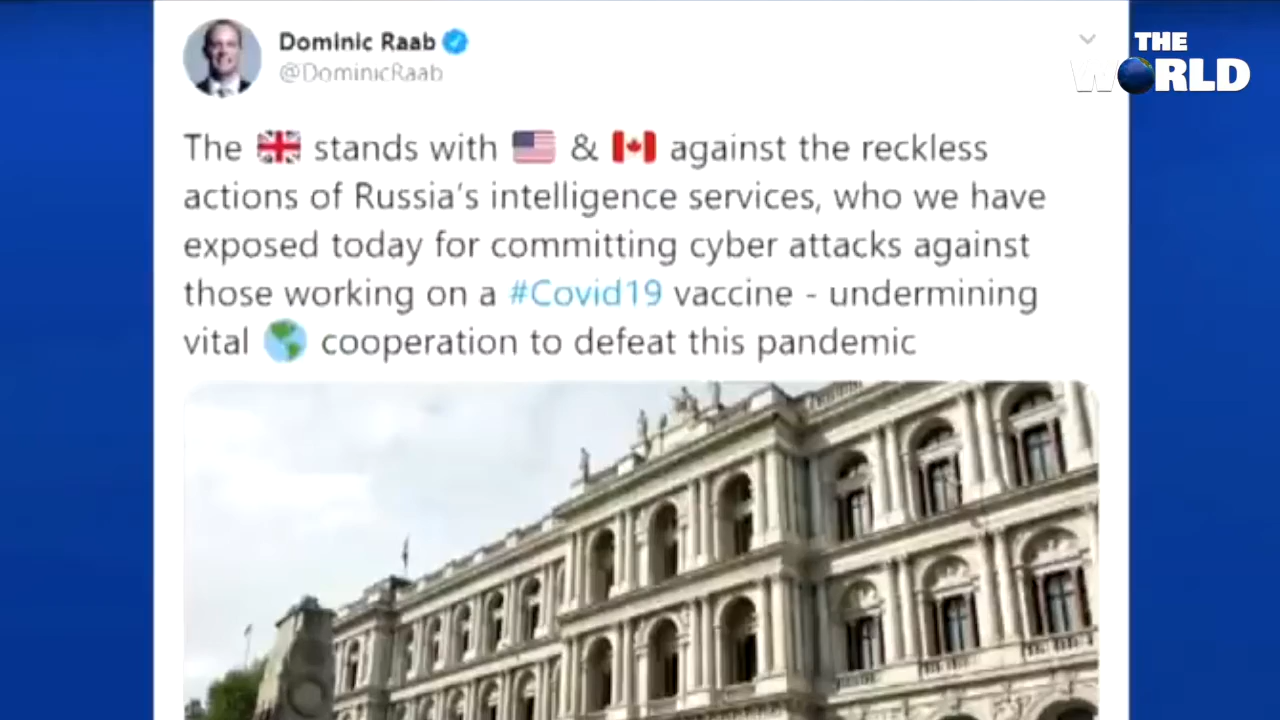 Dominic Raab
@DominicRaab
THE
WORLD
The 🇬🇧 stands with 🇺🇸 & 🇨🇦 against the reckless
actions of Russia's intelligence services, who we have
exposed today for committing cyber attacks against
those working on a #Covid19 vaccine - undermining
vital 🌎 cooperation to defeat this pandemic